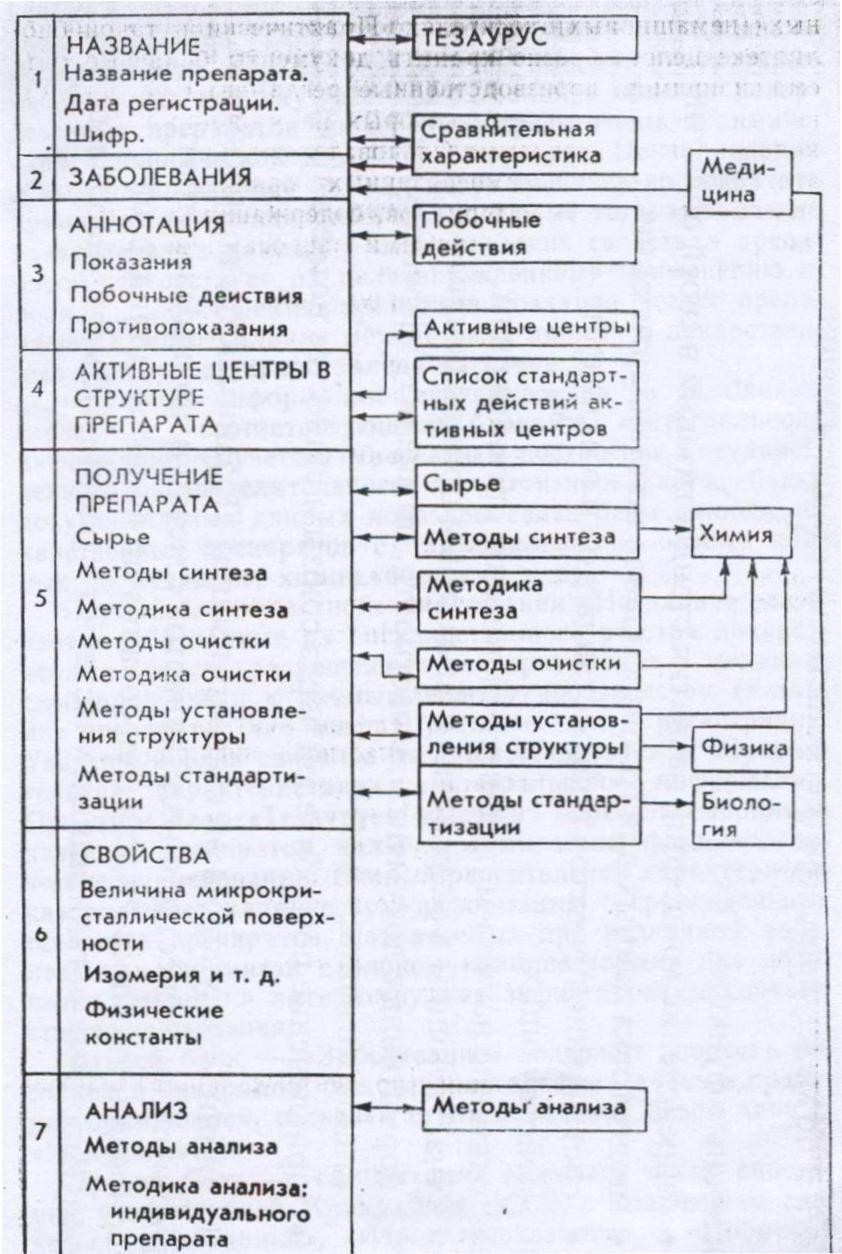 1
НАЗВАНИЕ
Название препарата.
Дата регистрации.
Шифр.
2
ЗАБОЛЕВАНИЯ
3
АННОТАЦИЯ
Показания
Побочные действия
Противопоказания
4
АКТИВНЫЕ ЦЕНТРЫ В
СТРУКТУРЕ
ПРЕПАРАТА
5
ПОЛУЧЕНИЕ
ПРЕПАРАТА
Сырье
Методы синтеза
Методика синтеза
Методы очистки
Методика очистки
Методы установле-
ния структуры
Методы стандарти-
зации
6
СВОЙСТВА
Величина микрокри-
сталлической поверх-
ности
Изомерия и т. д.
Физические
константы
7
АНАЛИЗ
Методы анализа
Методика анализа:
индивидуального
препарата
ТЕЗАУРУС
Сравнительная
характеристика
Побочные
действия
Активные центры
Список стандарт-
ных действий ак-
тивных центров
Сырье
Методы синтеза
Методика
синтеза
Методы очистки
Методы установ-
ления структуры
Методы стандар-
тизации
Методы анализа
Меди-
цина
Химия
Физика
Биоло-
гия